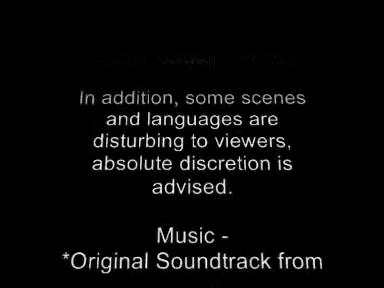 In addition, some scenes
and languages are
disturbing to viewers,
absolute discretion is
advised.
Music -
*Original Soundtrack from